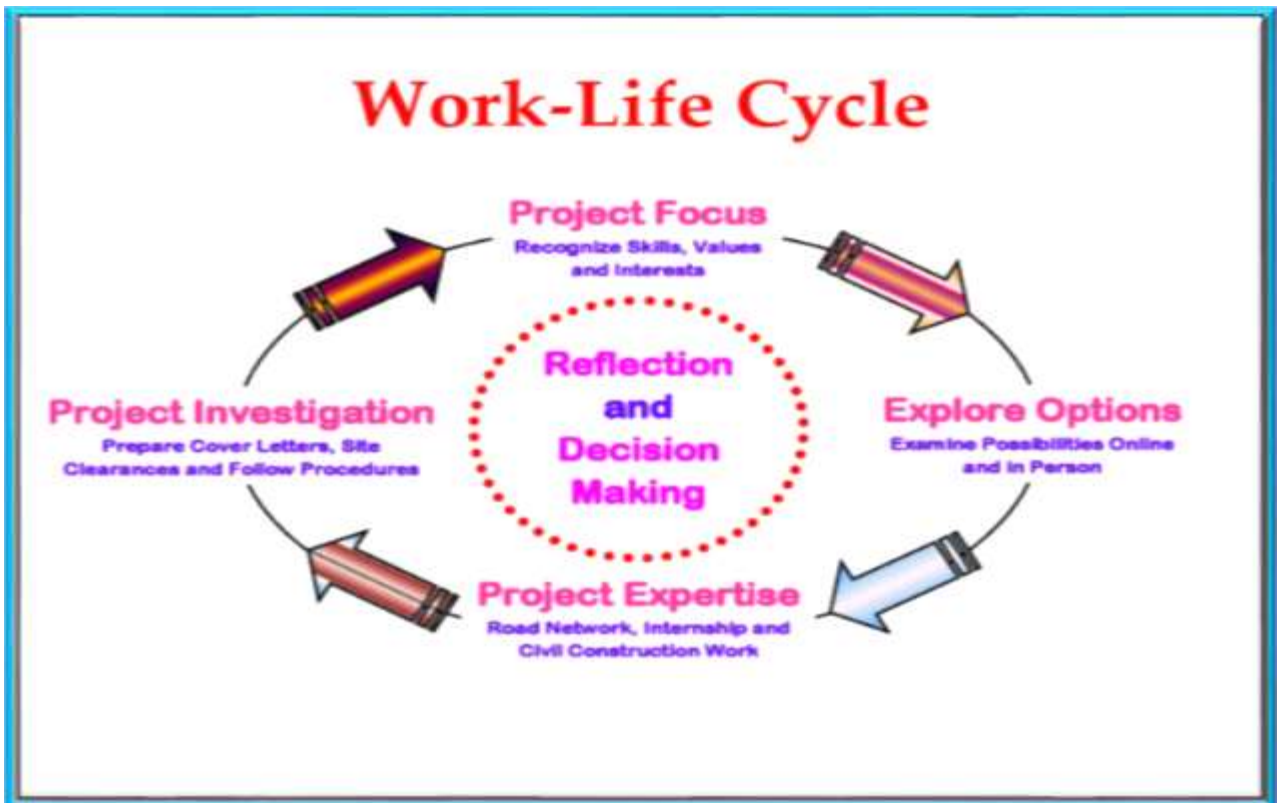 Work-Life Cycle
Project Focus
Recognize Skills, Values
and Interests
Reflection
and
Decision
Making
Explore Options
Examine Possibilities Online
and in Person
Project Expertise
Road Network, Internship and
Civil Construction Work
Project Investigation
Prepare Cover Letters, Site
Clearances and Follow Procedures